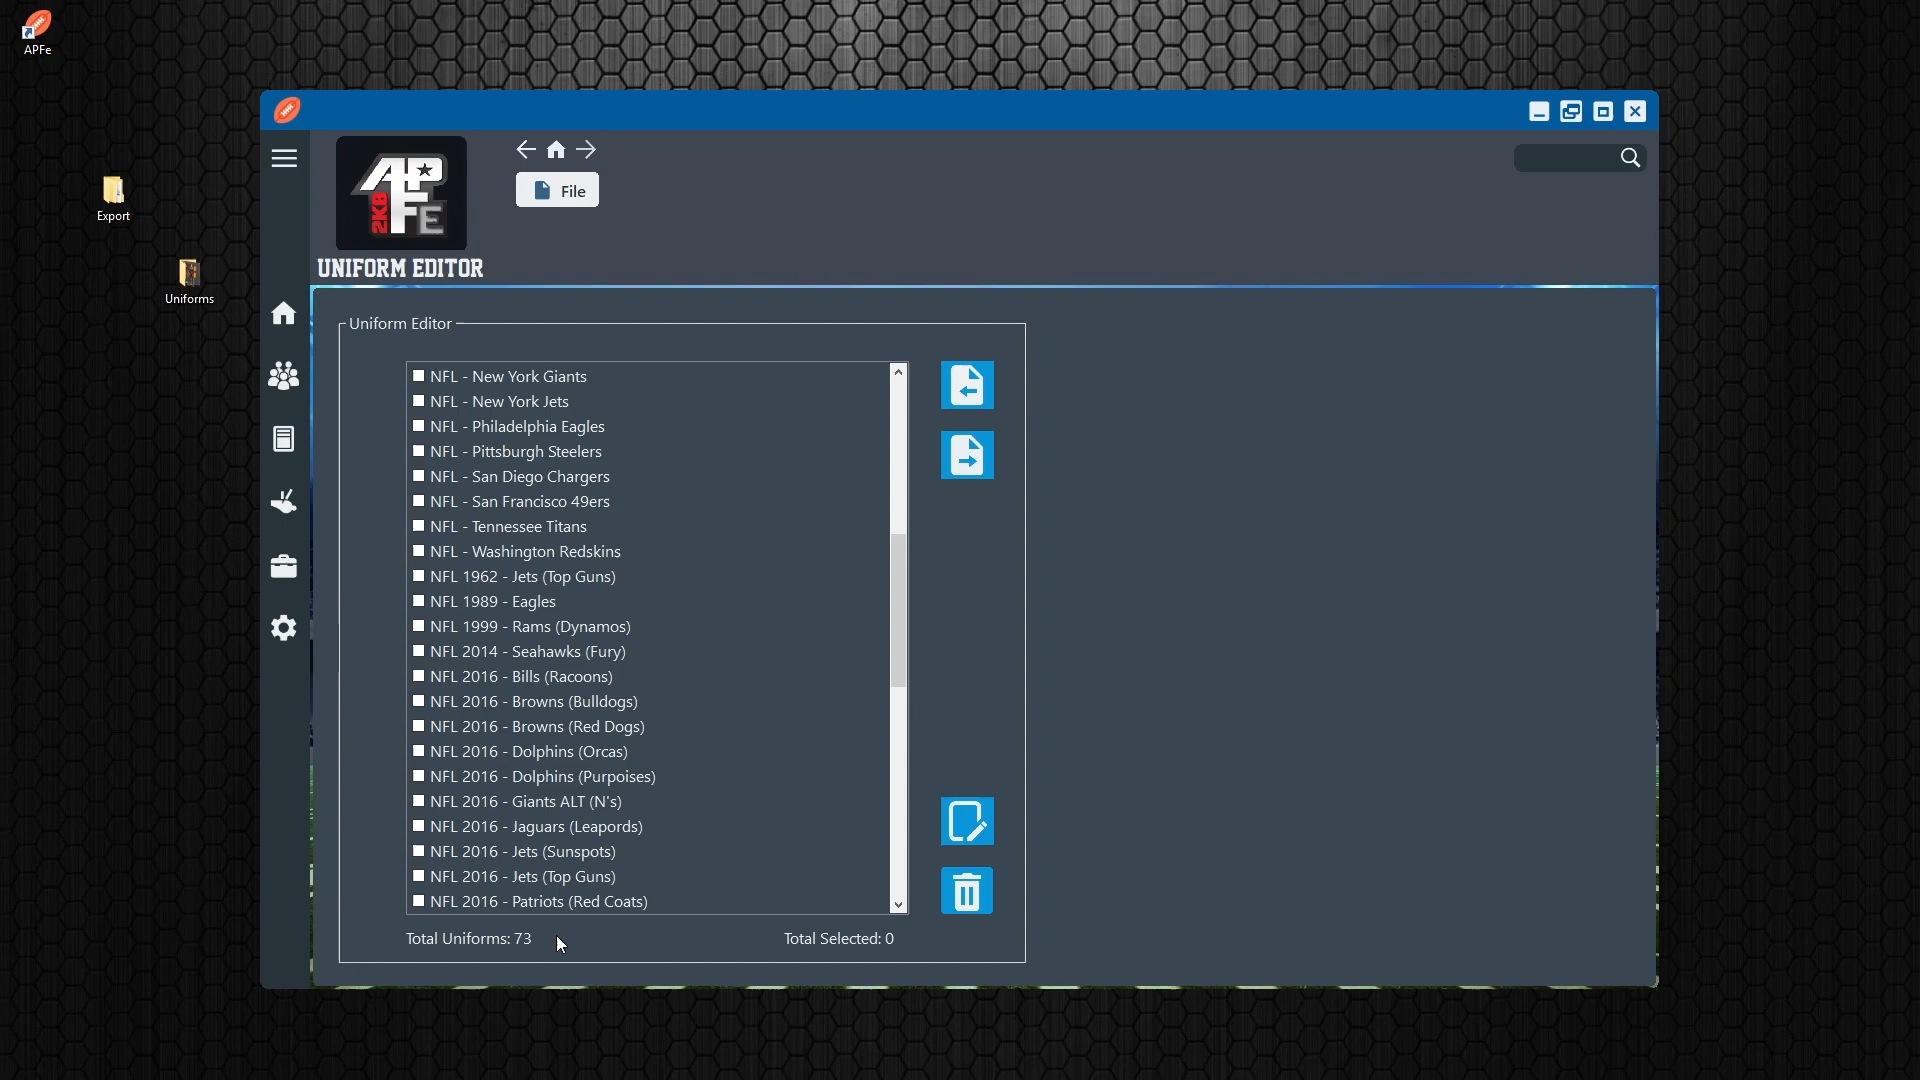 APFe
Export
Uniforms
APFE
2K8
File
UNIFORM EDITOR
Uniform Editor
NFL - New York Giants
NFL - New York Jets
NFL - Philadelphia Eagles
NFL - Pittsburgh Steelers
NFL - San Diego Chargers
NFL - San Francisco 49ers
NFL - Tennessee Titans
NFL - Washington Redskins
NFL 1962 - Jets (Top Guns)
NFL 1989 - Eagles
NFL 1999 - Rams (Dynamos)
NFL 2014 - Seahawks (Fury)
NFL 2016 - Bills (Racoons)
NFL 2016 - Browns (Bulldogs)
NFL 2016 - Browns (Red Dogs)
NFL 2016 - Dolphins (Orcas)
NFL 2016 - Dolphins (Purpoises)
NFL 2016 - Giants ALT (N's)
NFL 2016 - Jaguars (Leapords)
NFL 2016 - Jets (Sunspots)
NFL 2016 - Jets (Top Guns)
NFL 2016 - Patriots (Red Coats)
Total Uniforms: 73
Total Selected: 0